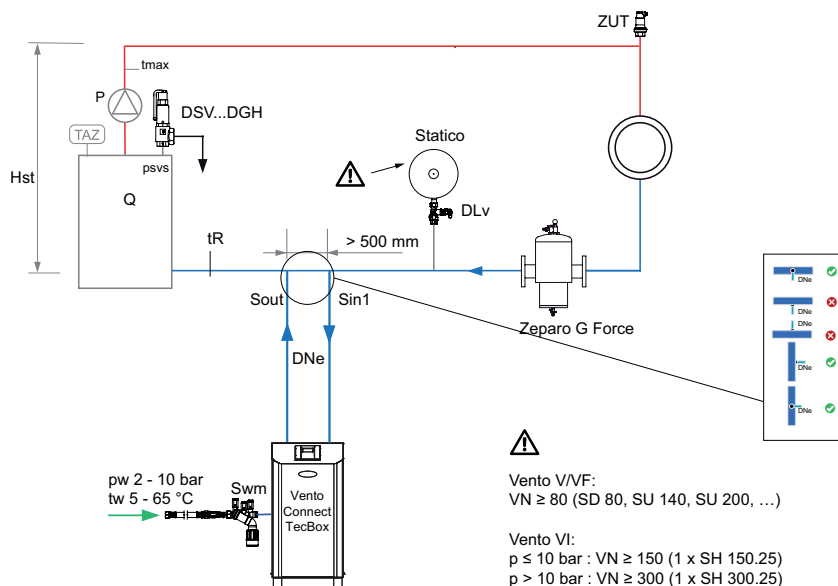 ZUT
tmax
P
DSV...DGH
TAZ
Statico
psvs
Hst
Q
DLv
tR
> 500 mm
Sout
Sin1
Zeparo G Force
DNe
DNe
DNe
DNe
DNe
DNe
pw 2 - 10 bar
tw 5 - 65 °C
Swm
Vento
Connect
TecBox
Vento V/VF:
VN ≥ 80 (SD 80, SU 140, SU 200, …)
Vento VI:
p ≤ 10 bar : VN ≥ 150 (1 x SH 150.25)
p > 10 bar : VN ≥ 300 (1 x SH 300.25)